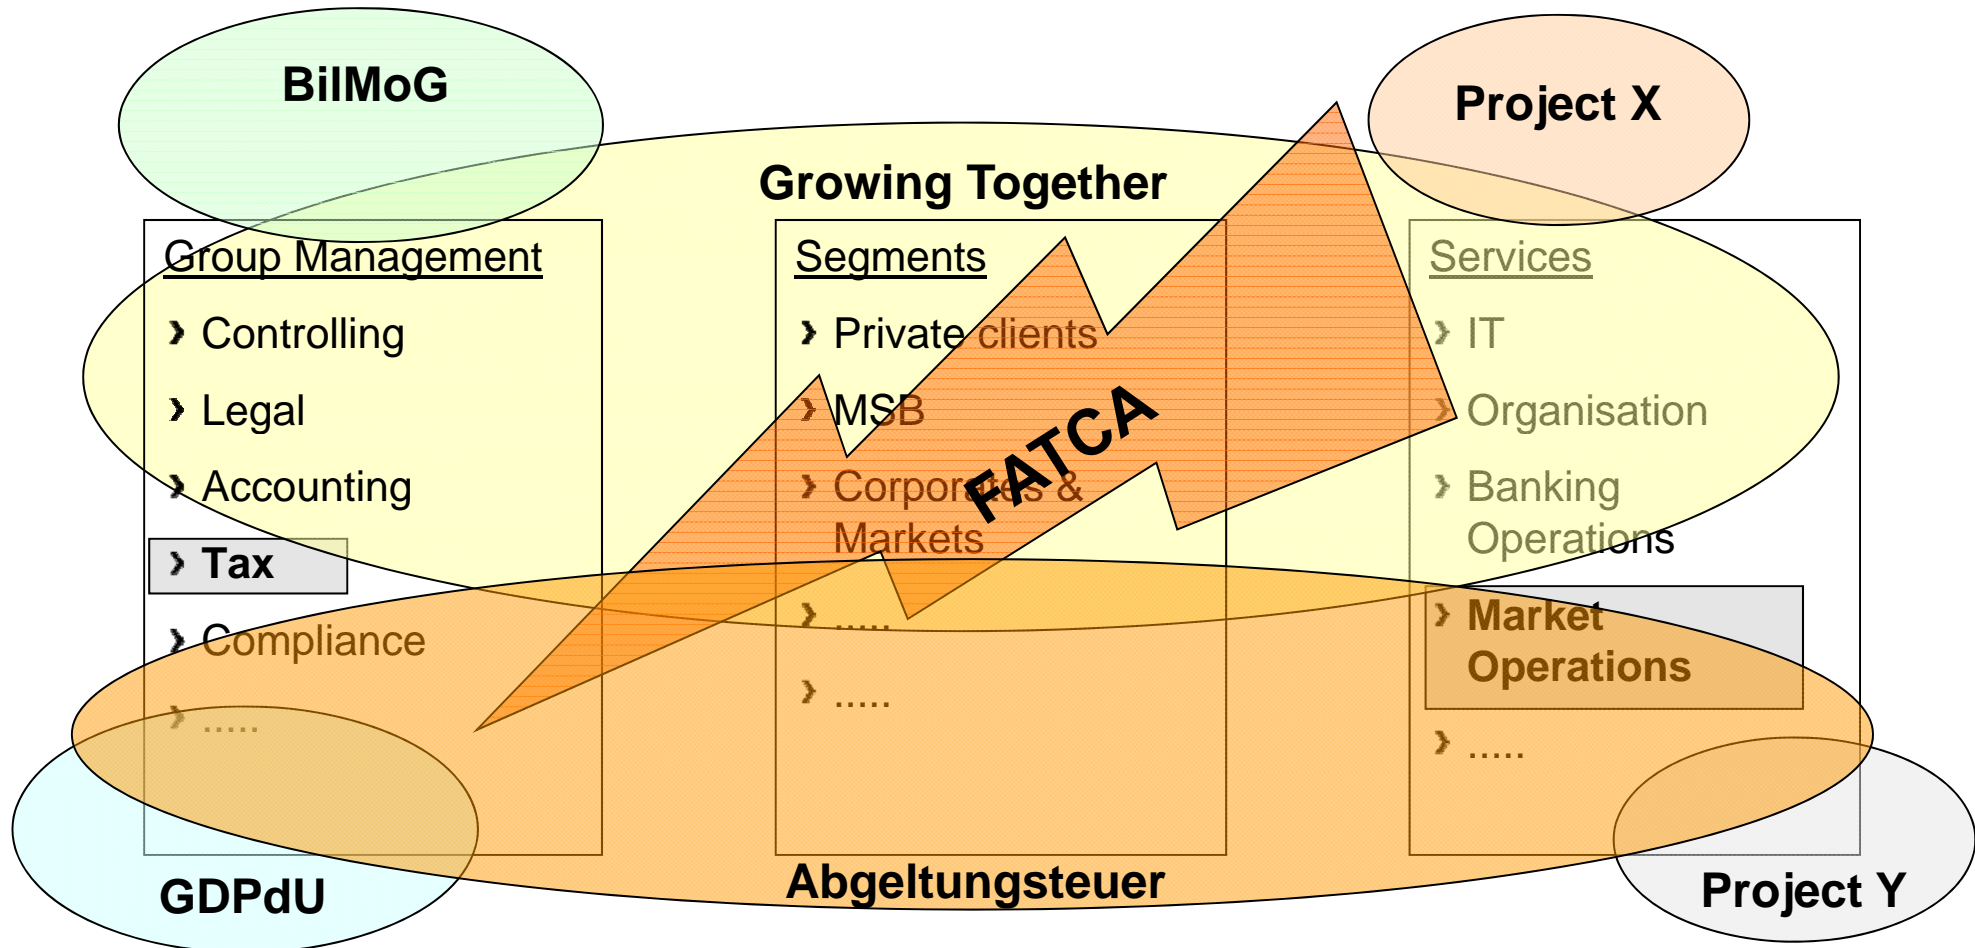 BilMoG
Project X
Growing Together
Group Management
› Controlling
› Legal
› Accounting
› Tax
› Compliance
› .....
Segments
› Private clients
› MSB
› Corporates &
Markets
› .....
› .....
Services
› IT
› Organisation
› Banking
Operations
› Market
Operations
› .....
FATCA
GDPdU
Abgeltungsteuer
Project Y